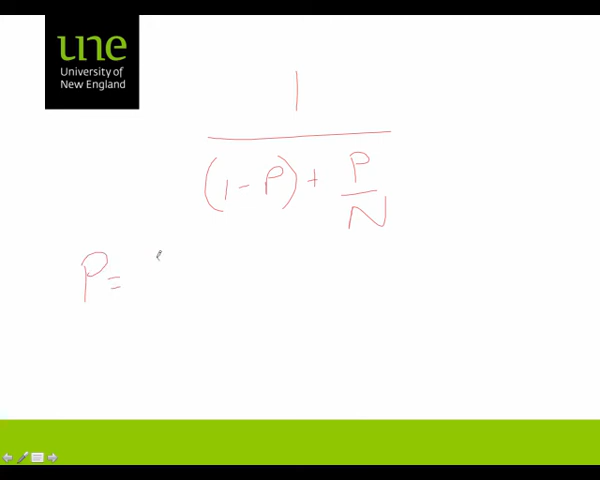 une
University of
New England
1
(1 - P) + P
N
P =